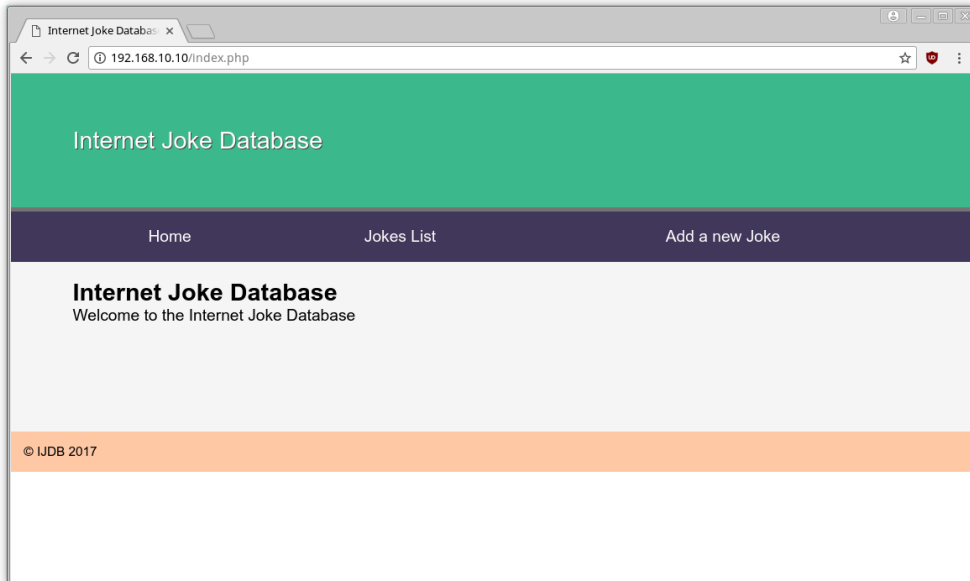 Internet Joke Databas
192.168.10.10/index.php
Internet Joke Database
Home Jokes List Add a new Joke
Internet Joke Database
Welcome to the Internet Joke Database
© IJDB 2017